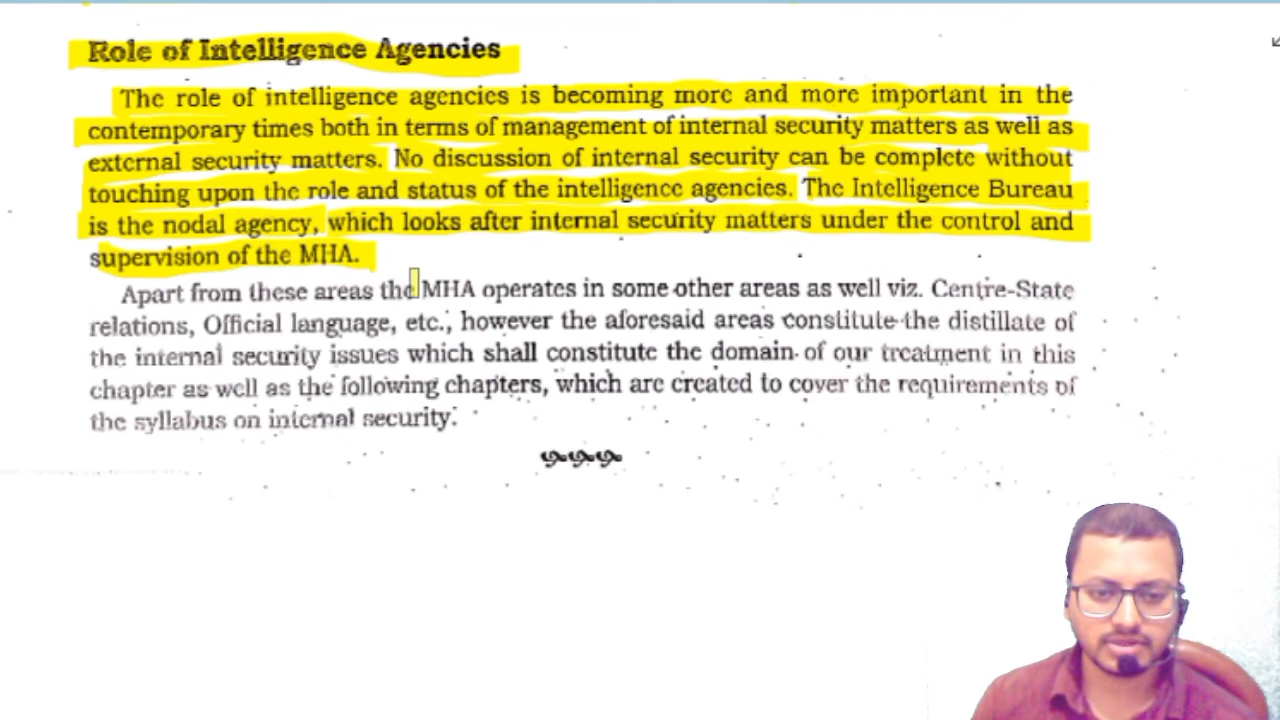 Role of Intelligence Agencies
The role of intelligence agencies is becoming more and more important in the
contemporary times both in terms of management of internal security matters as well as
external security matters. No discussion of internal security can be complete without
touching upon the role and status of the intelligence agencies. The Intelligence Bureau
is the nodal agency, which looks after internal security matters under the control and
supervision of the MHA.
Apart from these areas the MHA operates in some other areas as well viz. Centre-State
relations, Official language, etc., however the aforesaid areas constitute the distillate of
the internal security issues which shall constitute the domain of our treatment in this
chapter as well as the following chapters, which are created to cover the requirements of
the syllabus on internal security.